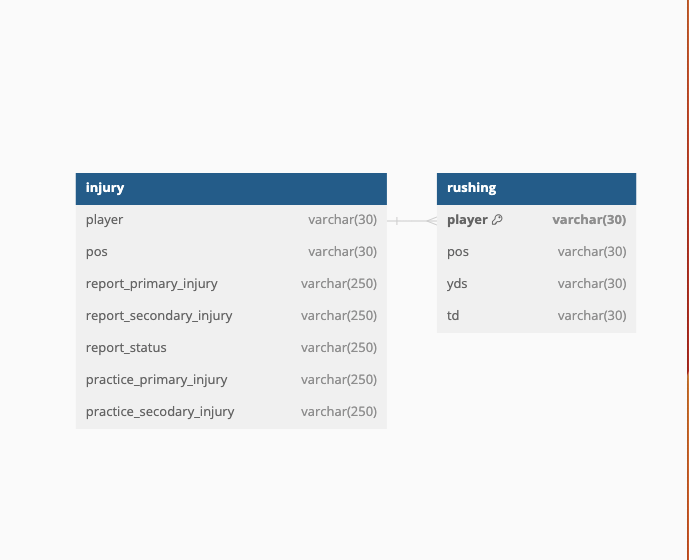 injury
player varchar(30)
pos varchar(30)
report_primary_injury varchar(250)
report_secondary_injury varchar(250)
report_status varchar(250)
practice_primary_injury varchar(250)
practice_secodary_injury varchar(250)
rushing
player varchar(30)
pos varchar(30)
yds varchar(30)
td varchar(30)